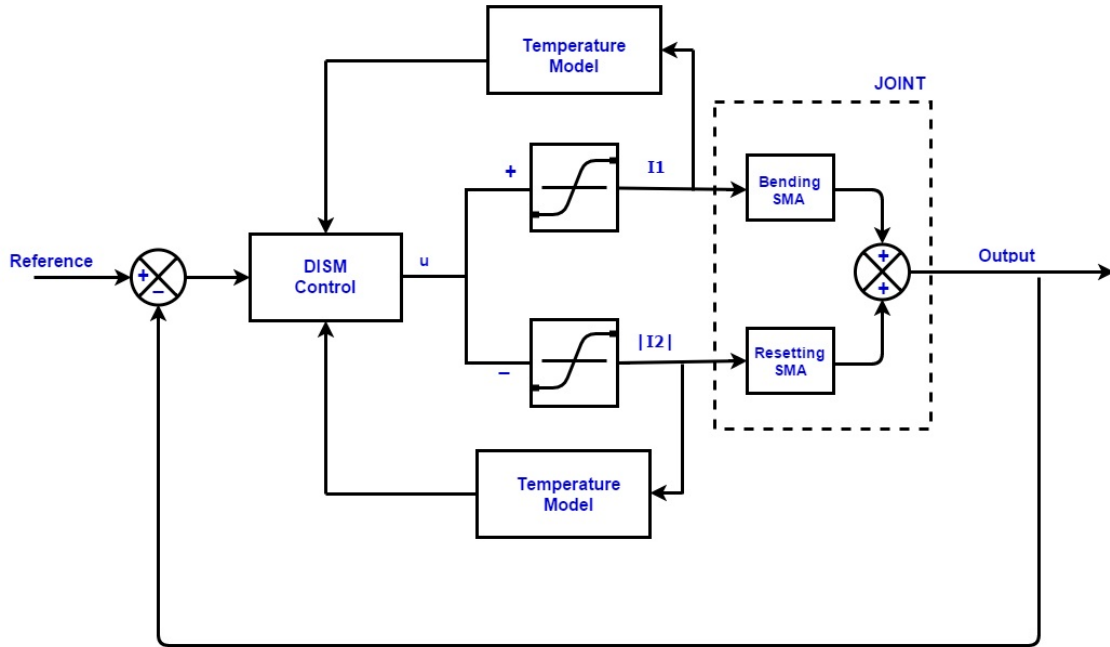 Temperature
Model
JOINT
+
I1
Bending
SMA
Reference
+
−
DISM
Control
u
+
+
Output
−
|I2|
Resetting
SMA
Temperature
Model